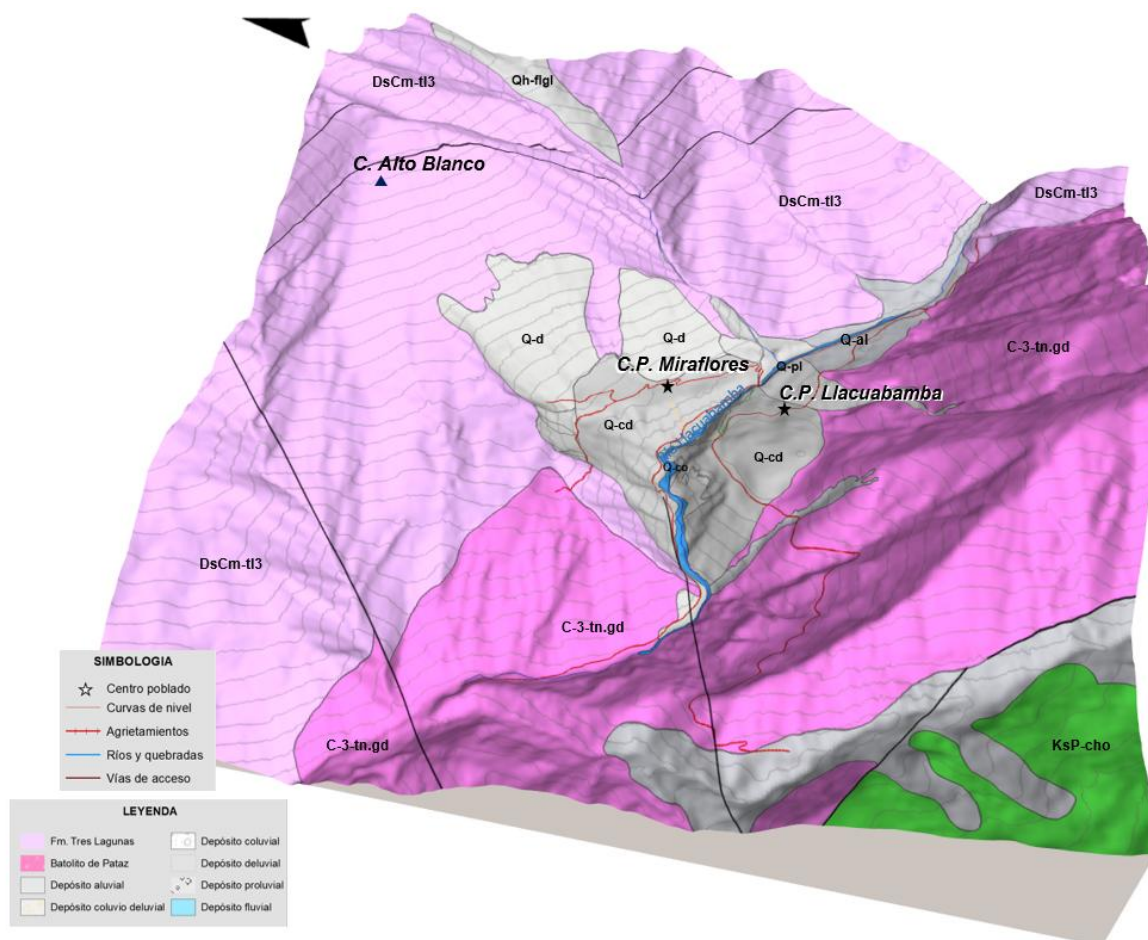 DsCm-tl3
Qh-flgl
C. Alto Blanco
DsCm-tl3
DsCm-tl3
Q-d
Q-d
Q-al
C-3-tn.gd
C.P. Miraflores
Q-pl
C.P. Llacuabamba
Río Llacuabamba
Q-cd
Q-cd
Q-co
DsCm-tl3
C-3-tn.gd
C-3-tn.gd
KsP-cho
SIMBOLOGIA
Centro poblado
Curvas de nivel
Agrietamientos
Ríos y quebradas
Vías de acceso
LEYENDA
Fm. Tres Lagunas
Batolito de Pataz
Depósito aluvial
Depósito coluvio deluvial
Depósito coluvial
Depósito deluvial
Depósito proluvial
Depósito fluvial